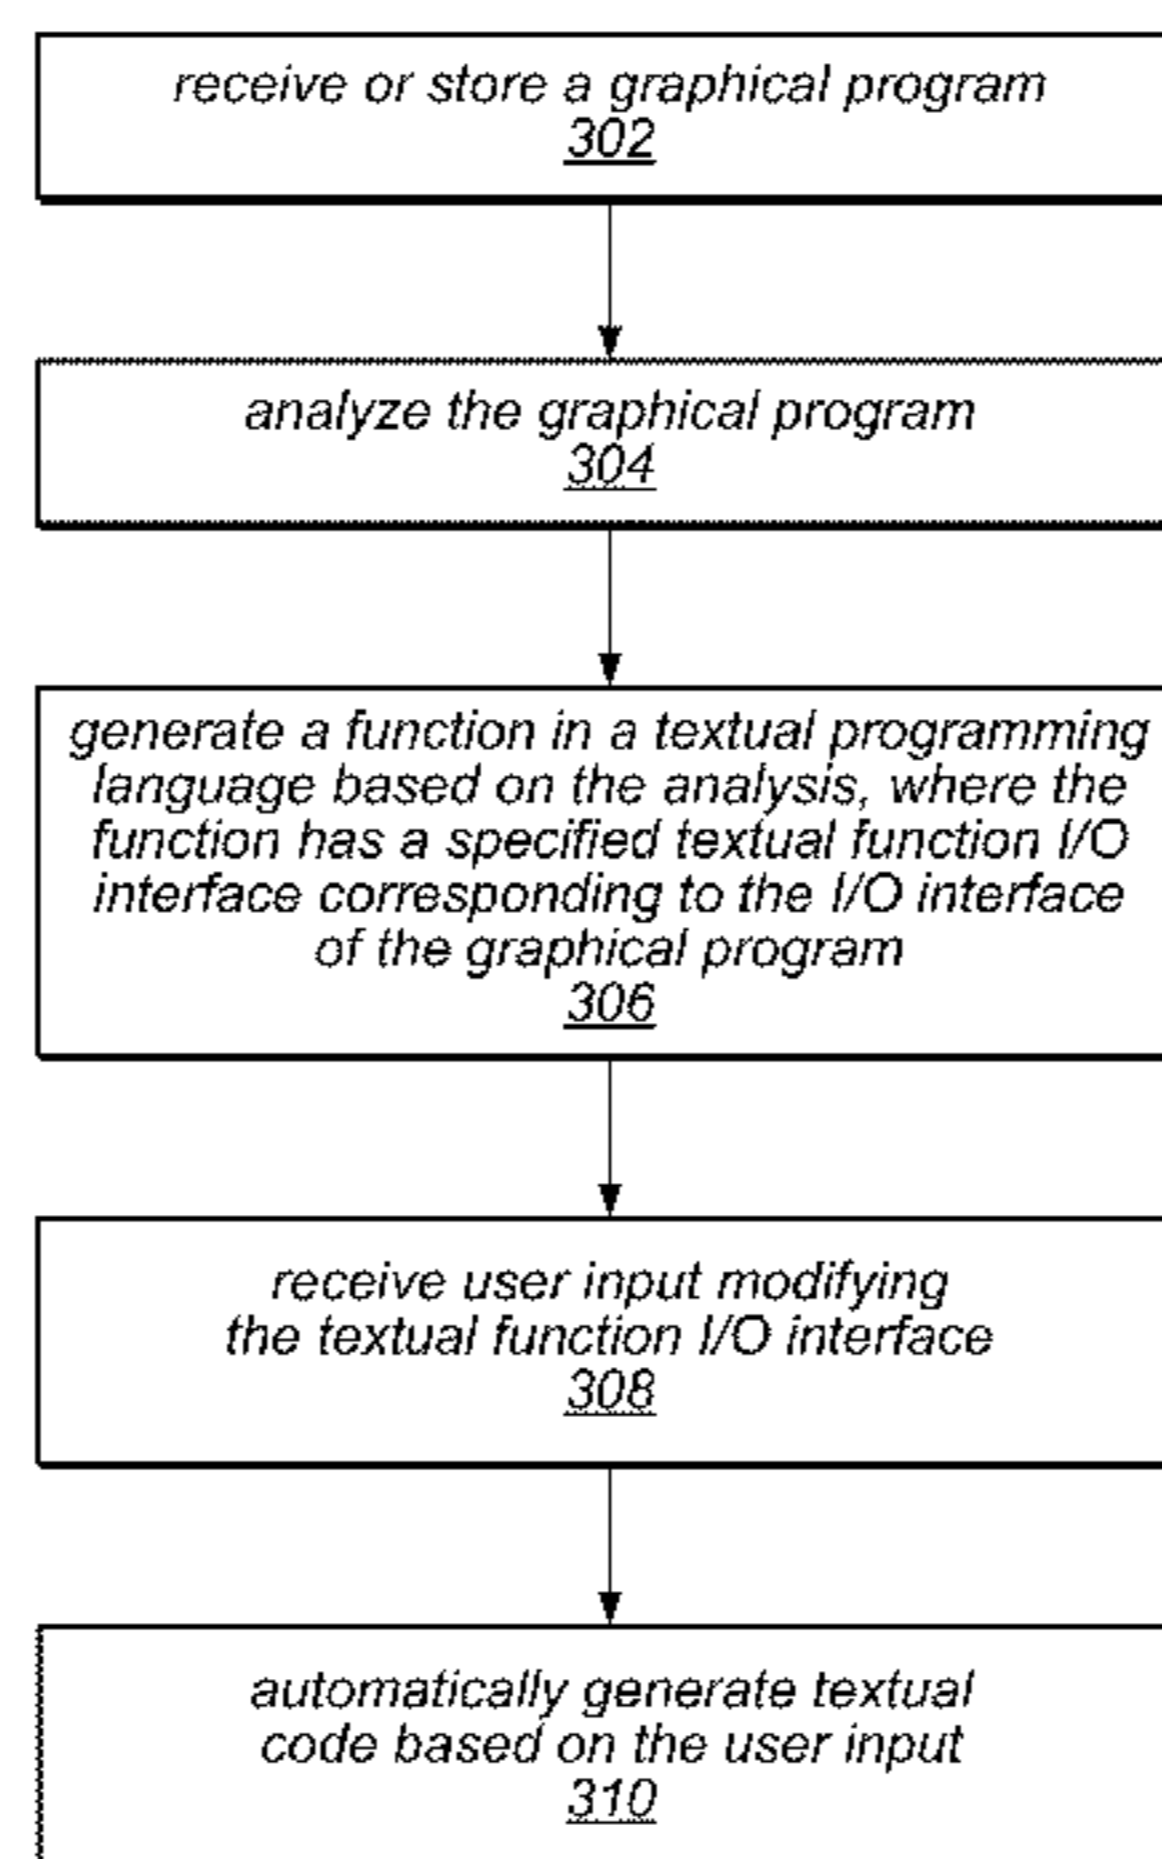 receive or store a graphical program
302
analyze the graphical program
304
generate a function in a textual programming
language based on the analysis, where the
function has a specified textual function I/O
interface corresponding to the I/O interface
of the graphical program
306
receive user input modifying
the textual function I/O interface
308
automatically generate textual
code based on the user input
310